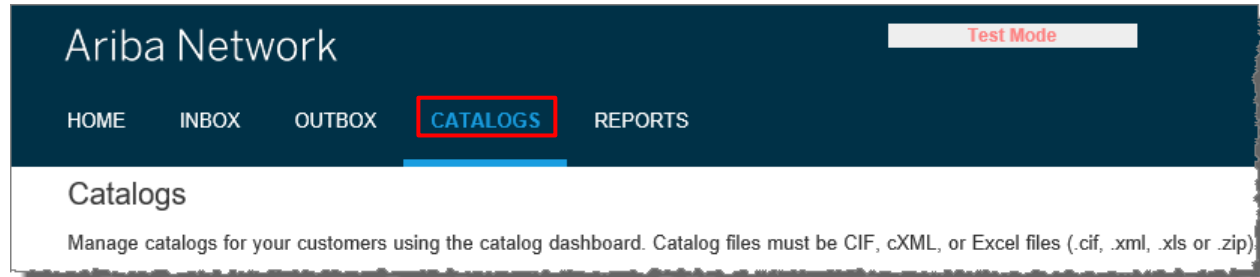 Ariba Network
Test Mode
HOME INBOX OUTBOX CATALOGS REPORTS
Catalogs
Manage catalogs for your customers using the catalog dashboard. Catalog files must be CIF, cXML, or Excel files (.cif, .xml, .xls or .zip)